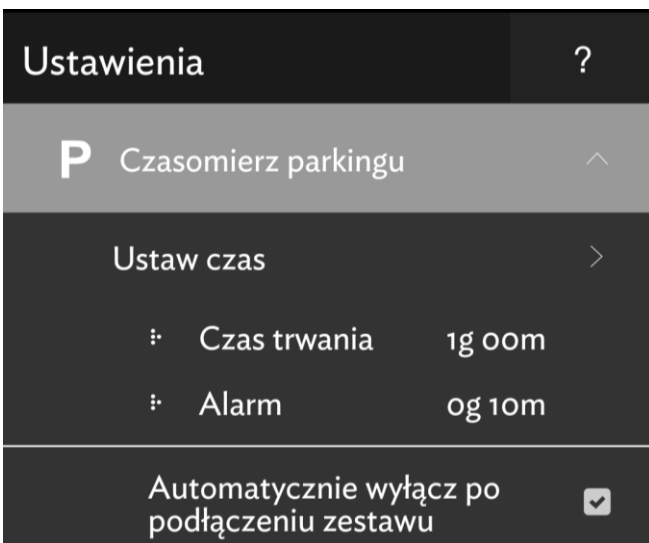 Ustawienia ?
P Czasomierz parkingu
Ustaw czas
Czas trwania 1g 00m
Alarm 0g 10m
Automatycznie wyłącz po
podłączeniu zestawu